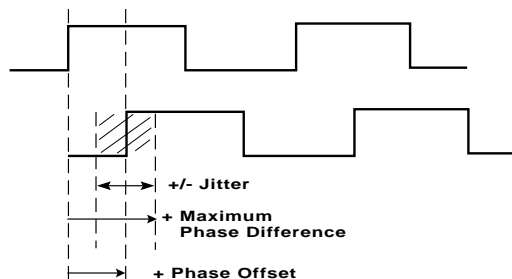 +/- Jitter
+ Maximum
Phase Difference
+ Phase Offset